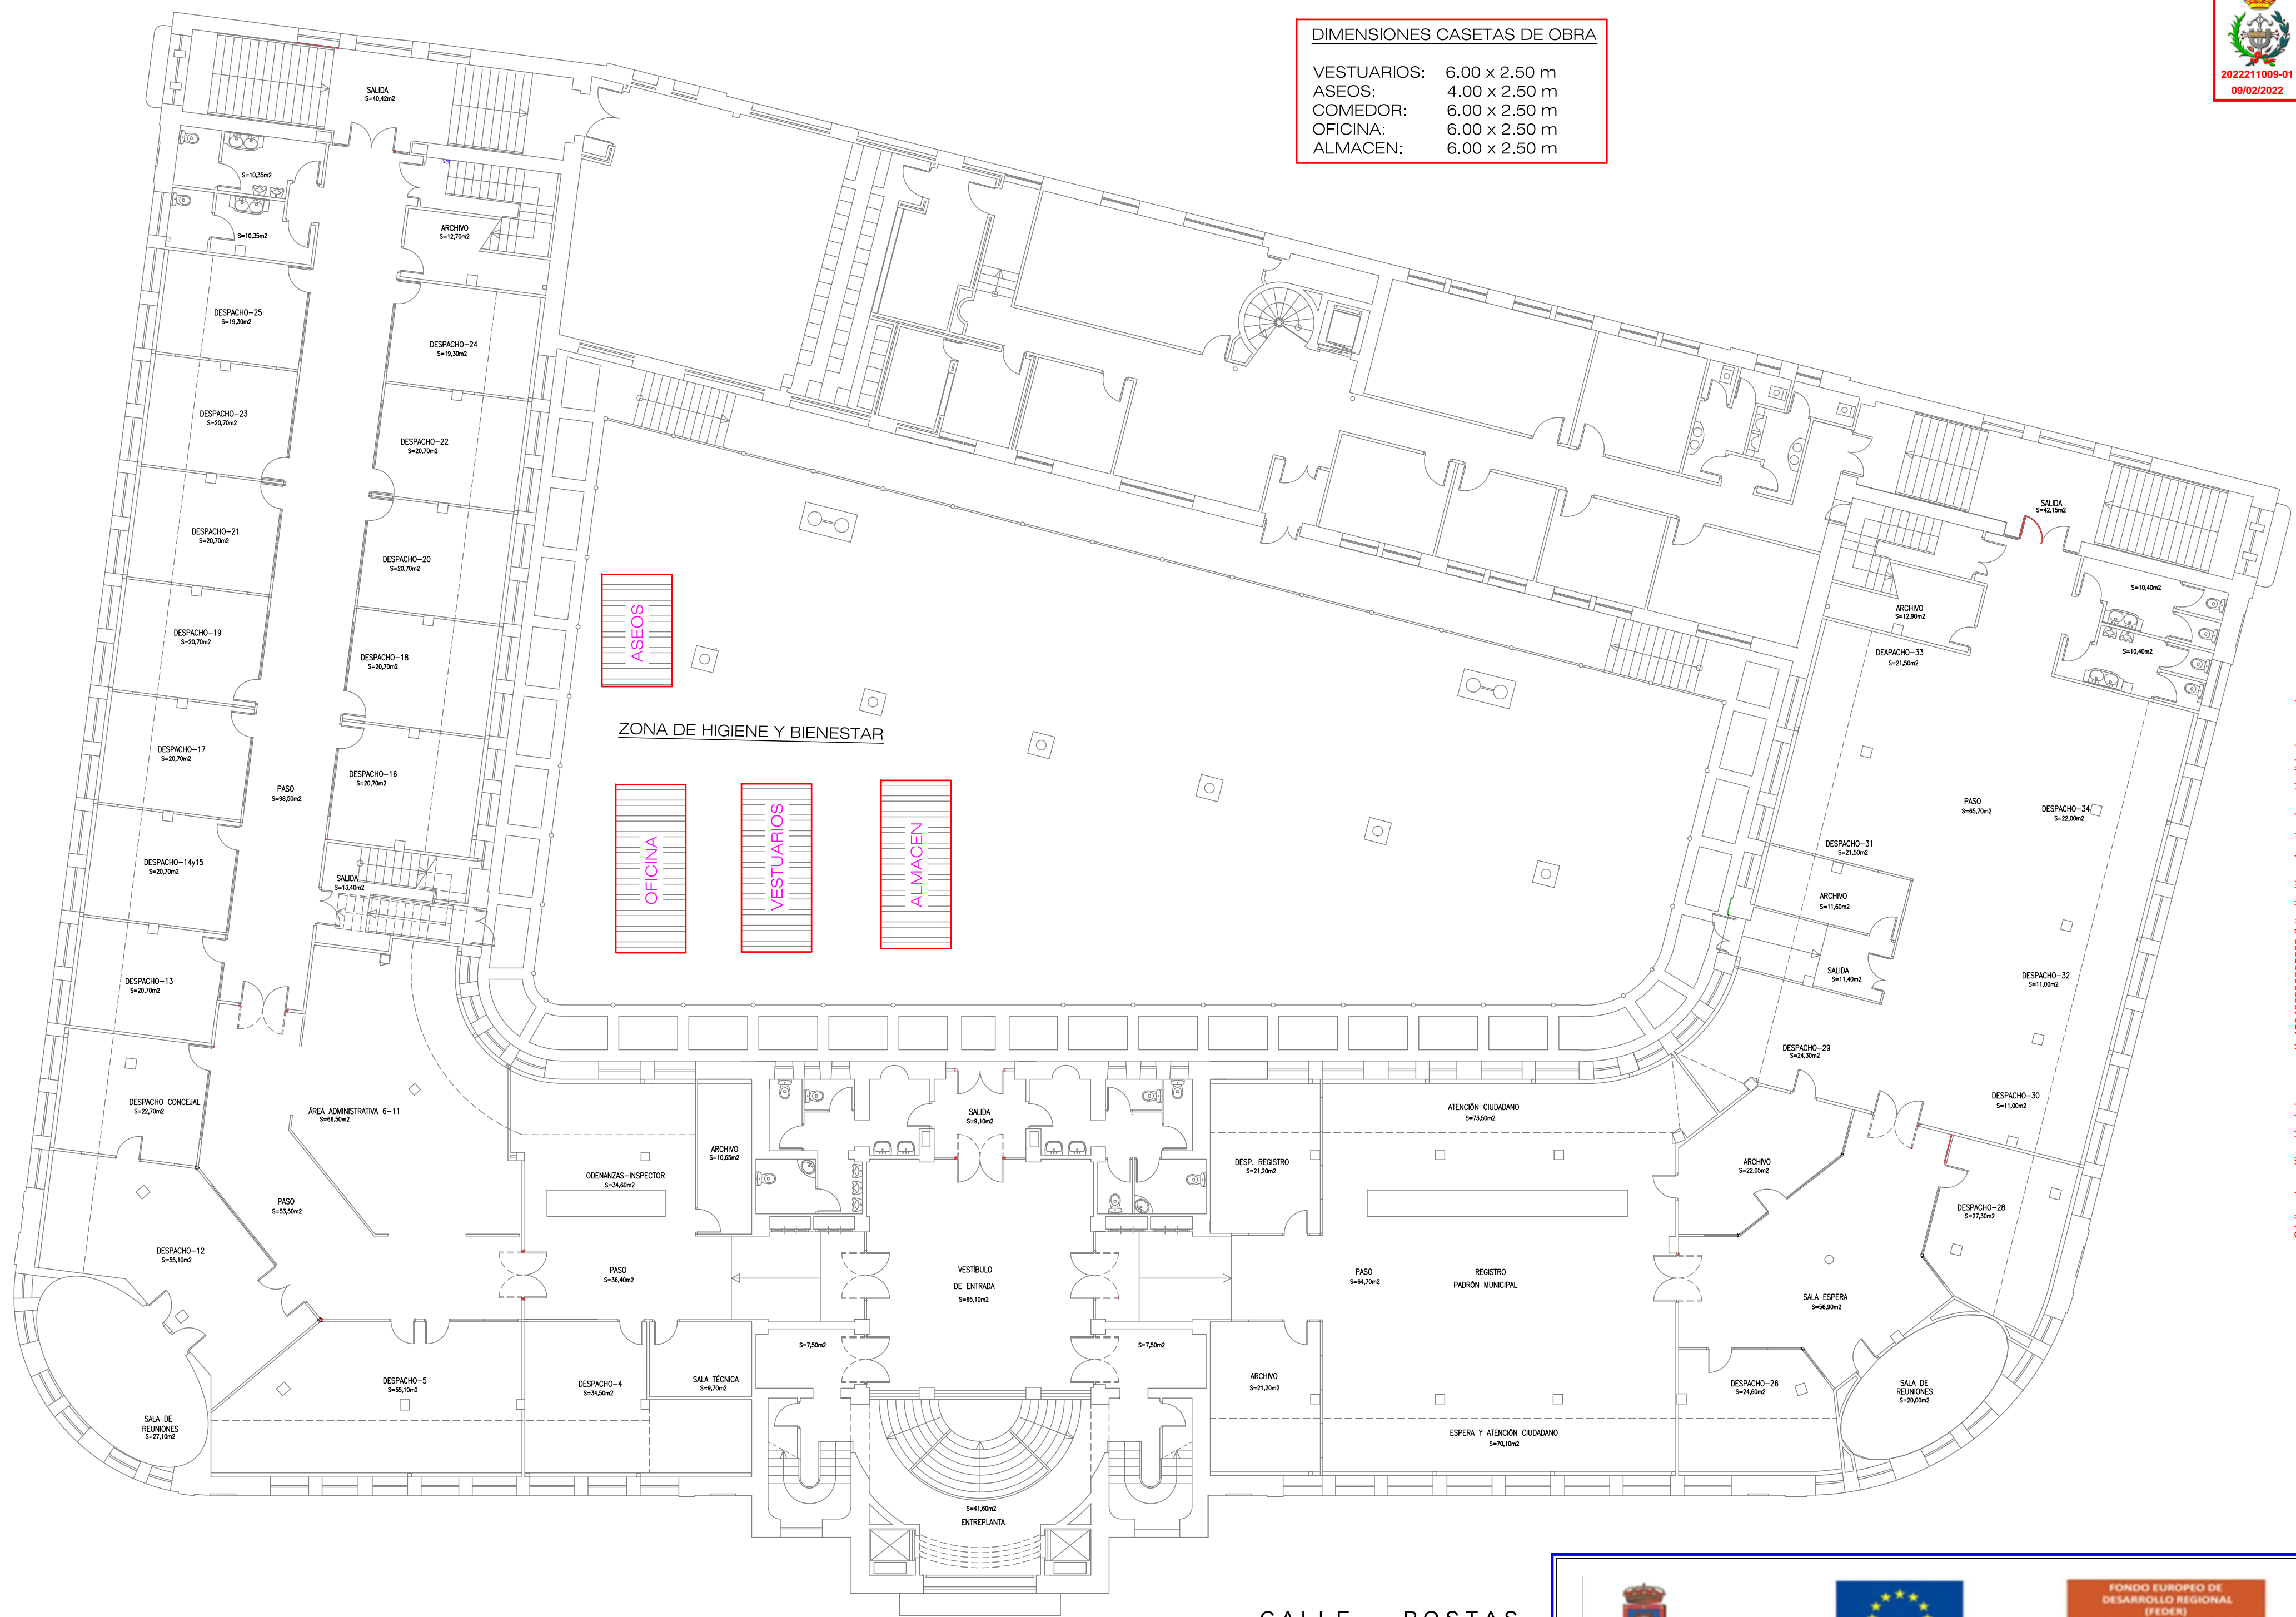 DIMENSIONES CASETAS DE OBRA
VESTUARIOS: 6.00 x 2.50 m
ASEOS: 4.00 x 2.50 m
COMEDOR: 6.00 x 2.50 m
OFICINA: 6.00 x 2.50 m
ALMACEN: 6.00 x 2.50 m
2022211009-01
09/02/2022
SALIDA
S=40,42m2
S=10,35m2
S=10,35m2
ARCHIVO
S=12,70m2
DESPACHO-25
S=19,30m2
DESPACHO-24
S=19,30m2
DESPACHO-23
S=20,70m2
DESPACHO-22
S=20,70m2
DESPACHO-21
S=20,70m2
DESPACHO-20
S=20,70m2
DESPACHO-19
S=20,70m2
DESPACHO-18
S=20,70m2
DESPACHO-17
S=20,70m2
DESPACHO-16
S=20,70m2
PASO
S=98,50m2
DESPACHO-14y15
S=20,70m2
SALIDA
S=13,40m2
DESPACHO-13
S=20,70m2
DESPACHO CONCEJAL
S=22,70m2
ÁREA ADMINISTRATIVA 6-11
S=66,50m2
PASO
S=53,50m2
DESPACHO-12
S=55,10m2
SALA DE
REUNIONES
S=27,10m2
DESPACHO-5
S=55,10m2
ASEOS
ZONA DE HIGIENE Y BIENESTAR
OFICINA
VESTUARIOS
ALMACEN
ODENANZAS-INSPECTOR
S=34,60m2
ARCHIVO
S=10,65m2
PASO
S=36,40m2
DESPACHO-4
S=34,50m2
SALA TÉCNICA
S=9,70m2
SALIDA
S=9,10m2
VESTÍBULO
DE ENTRADA
S=65,10m2
S=7,50m2
S=7,50m2
S=41,60m2
ENTREPLANTA
DESP. REGISTRO
S=21,20m2
ATENCIÓN CIUDADANO
S=73,50m2
PASO
S=64,70m2
REGISTRO
PADRÓN MUNICIPAL
ARCHIVO
S=21,20m2
ESPERA Y ATENCIÓN CIUDADANO
S=70,10m2
SALIDA
S=42,15m2
S=10,40m2
S=10,40m2
ARCHIVO
S=12,90m2
DEAPACHO-33
S=21,50m2
PASO
S=65,70m2
DESPACHO-34
S=22,00m2
DESPACHO-31
S=21,50m2
ARCHIVO
S=11,60m2
SALIDA
S=11,40m2
DESPACHO-32
S=11,00m2
DESPACHO-29
S=24,30m2
DESPACHO-30
S=11,00m2
ARCHIVO
S=22,05m2
DESPACHO-28
S=27,30m2
SALA ESPERA
S=56,90m2
DESPACHO-26
S=24,60m2
SALA DE
REUNIONES
S=20,00m2
CALLE POSTAS
FONDO EUROPEO DE
DESARROLLO REGIONAL
(FEDER)